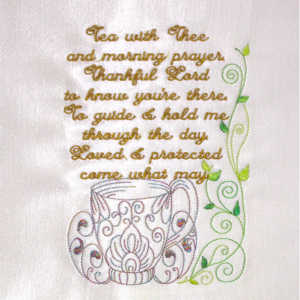 Tea with Thee
and morning prayer.
Thankful Lord
to know you're there,
To guide & hold me
through the day.
Loved & protected
come what may.